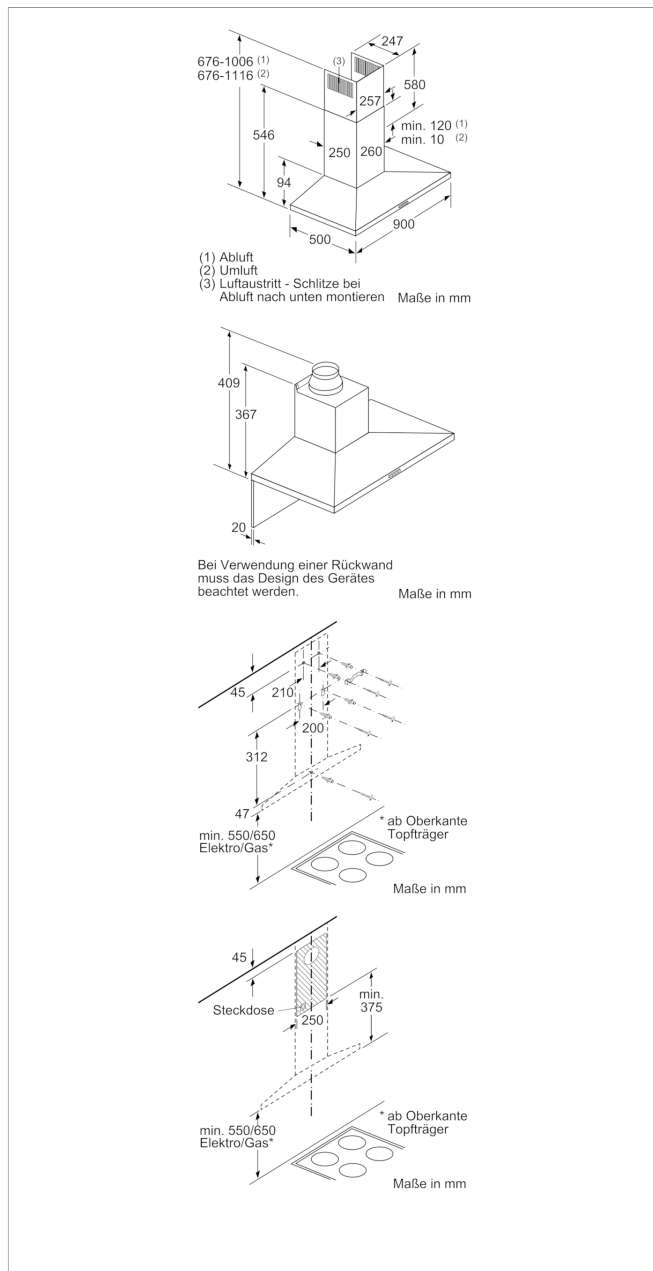 247
676-1006 (1)
676-1116 (2)
(3)
580
257
546
min. 120 (1)
min. 10 (2)
250
260
94
500
900
(1) Abluft
(2) Umluft
(3) Luftaustritt - Schlitze bei
Abluft nach unten montieren
Maße in mm
409
367
20
Bei Verwendung einer Rückwand
muss das Design des Gerätes
beachtet werden.
Maße in mm
45
210
200
312
47
min. 550/650
Elektro/Gas*
* ab Oberkante
Topfträger
Maße in mm
45
Steckdose
250
min.
375
min. 550/650
Elektro/Gas*
* ab Oberkante
Topfträger
Maße in mm